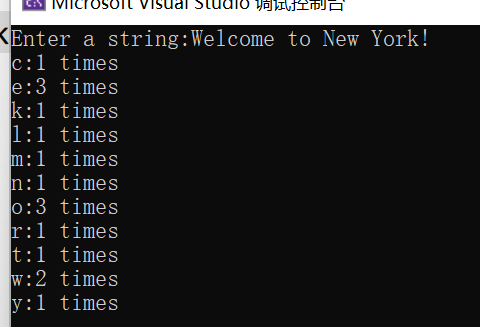 Microsoft Visual Studio 调试控制台
Enter a string:Welcome to New York!
c:1 times
e:3 times
k:1 times
l:1 times
m:1 times
n:1 times
o:3 times
r:1 times
t:1 times
w:2 times
y:1 times